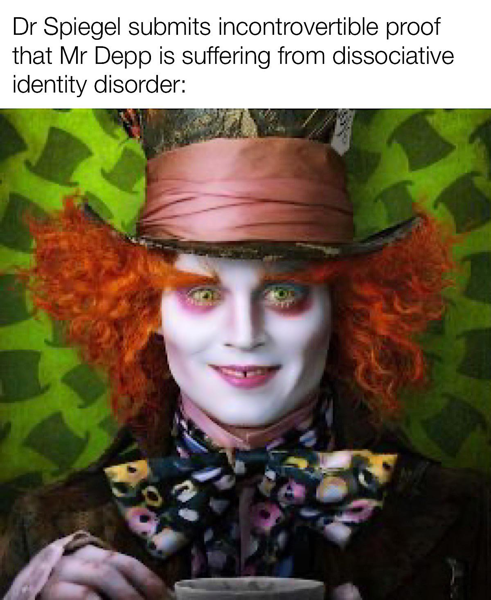 Dr Spiegel submits incontrovertible proof
that Mr Depp is suffering from dissociative
identity disorder: